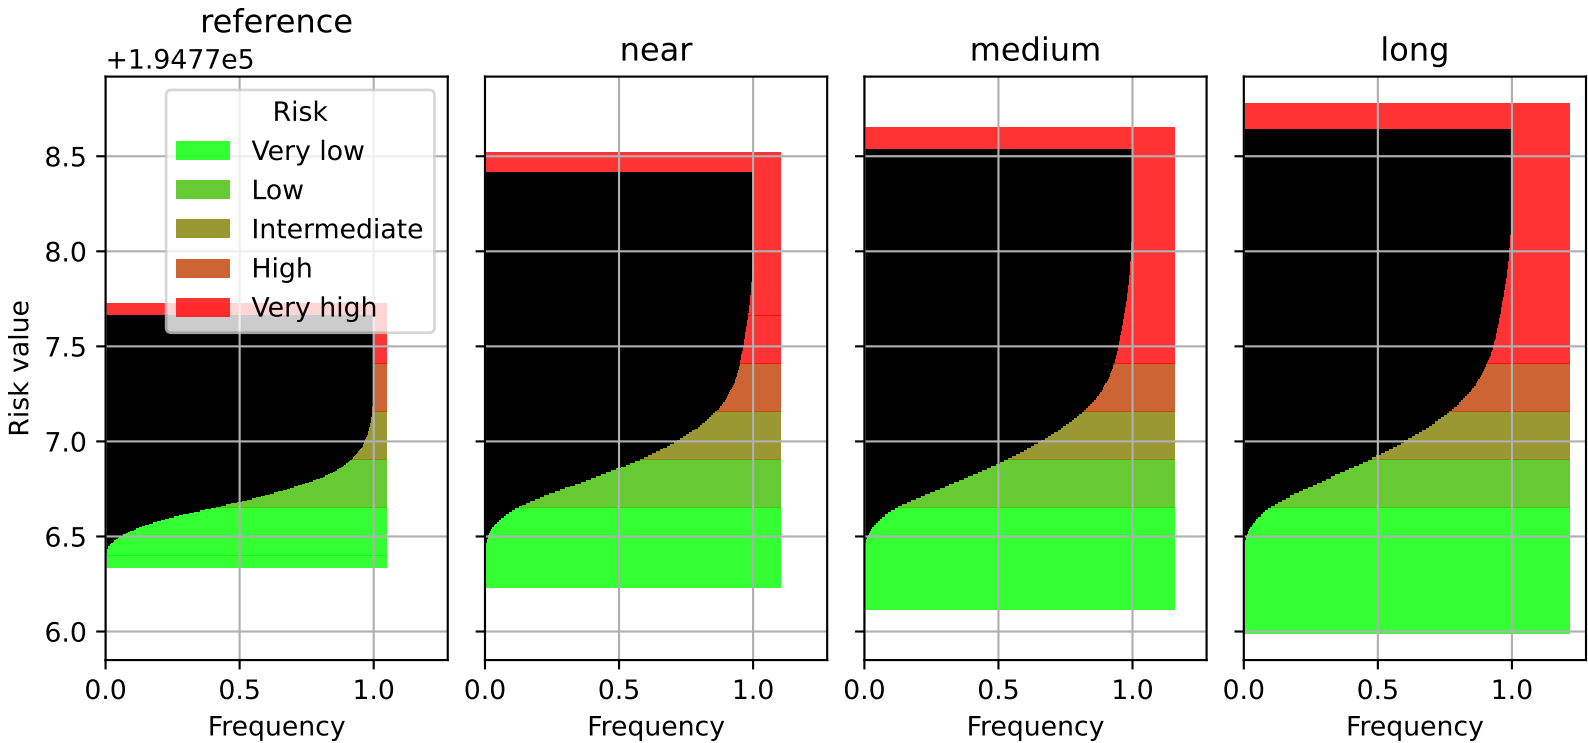 reference
near
medium
long
+1.9477e5
Risk
Very low
Low
Intermediate
High
Very high
Risk value
8.5
8.0
7.5
7.0
6.5
6.0
0.0 0.5 1.0
0.0 0.5 1.0
0.0 0.5 1.0
0.0 0.5 1.0
Frequency
Frequency
Frequency
Frequency